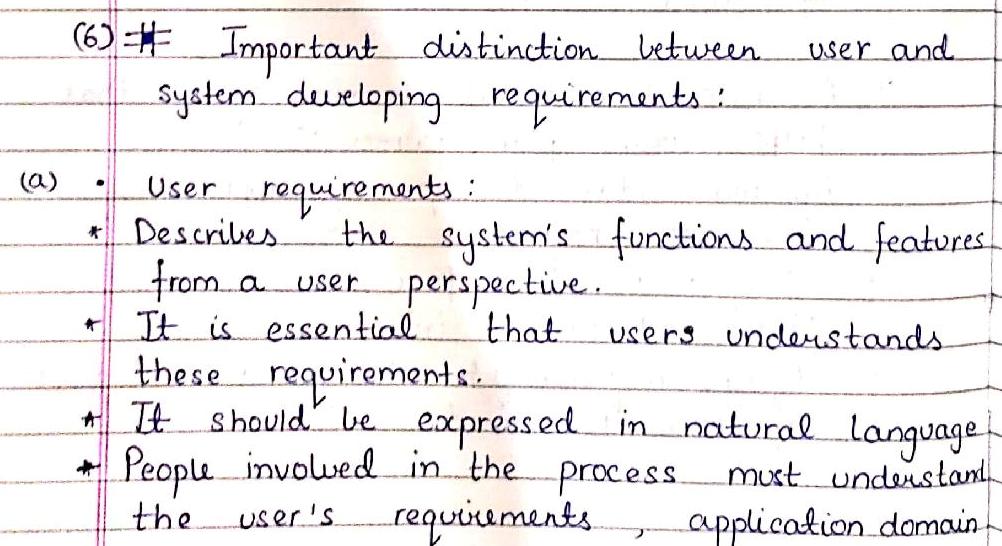 (6) # Important distinction between user and
system developing requirements :
(a) • User requirements :
* Describes the system's functions and features
from a user perspective.
* It is essential that users understands
these requirements.
* It should be expressed in natural language
* People involved in the process must understand
the user's requirements , application domain